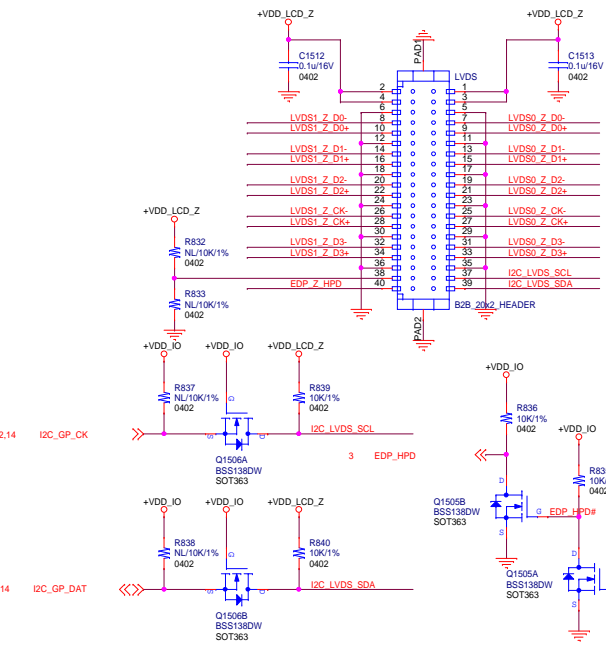 +VDD_LCD_Z
+VDD_LCD_Z
C1512
0.1u/16V
0402
C1513
0.1u/16V
0402
PAD1
LVDS
2 1
4 3
6 5
LVDS1_Z_D0- 8 7 LVDS0_Z_D0-
LVDS1_Z_D0+ 10 9 LVDS0_Z_D0+
12 11
LVDS1_Z_D1- 14 13 LVDS0_Z_D1-
LVDS1_Z_D1+ 16 15 LVDS0_Z_D1+
18 17
LVDS1_Z_D2- 20 19 LVDS0_Z_D2-
LVDS1_Z_D2+ 22 21 LVDS0_Z_D2+
24 23
LVDS1_Z_CK- 26 25 LVDS0_Z_CK-
LVDS1_Z_CK+ 28 27 LVDS0_Z_CK+
30 29
LVDS1_Z_D3- 32 31 LVDS0_Z_D3-
LVDS1_Z_D3+ 34 33 LVDS0_Z_D3+
36 35
38 37 I2C_LVDS_SCL
EDP_Z_HPD 40 39 I2C_LVDS_SDA
B2B_20x2_HEADER
PAD2
+VDD_LCD_Z
R832
NL/10K/1%
0402
R833
NL/10K/1%
0402
+VDD_IO
+VDD_IO
+VDD_LCD_Z
R837
NL/10K/1%
0402
R839
10K/1%
0402
G
S
D
2,14 I2C_GP_CK
I2C_LVDS_SCL
Q1506A
BSS138DW
SOT363
3 EDP_HPD
+VDD_IO
R836
10K/1%
0402
+VDD_IO
R83
10K/
0402
D
G
S
Q1505B
BSS138DW
SOT363
EDP_HPD#
D
S
Q1505A
BSS138DW
SOT363
+VDD_IO
+VDD_IO
+VDD_LCD_Z
R838
NL/10K/1%
0402
R840
10K/1%
0402
G
S
D
14 I2C_GP_DAT
I2C_LVDS_SDA
Q1506B
BSS138DW
SOT363